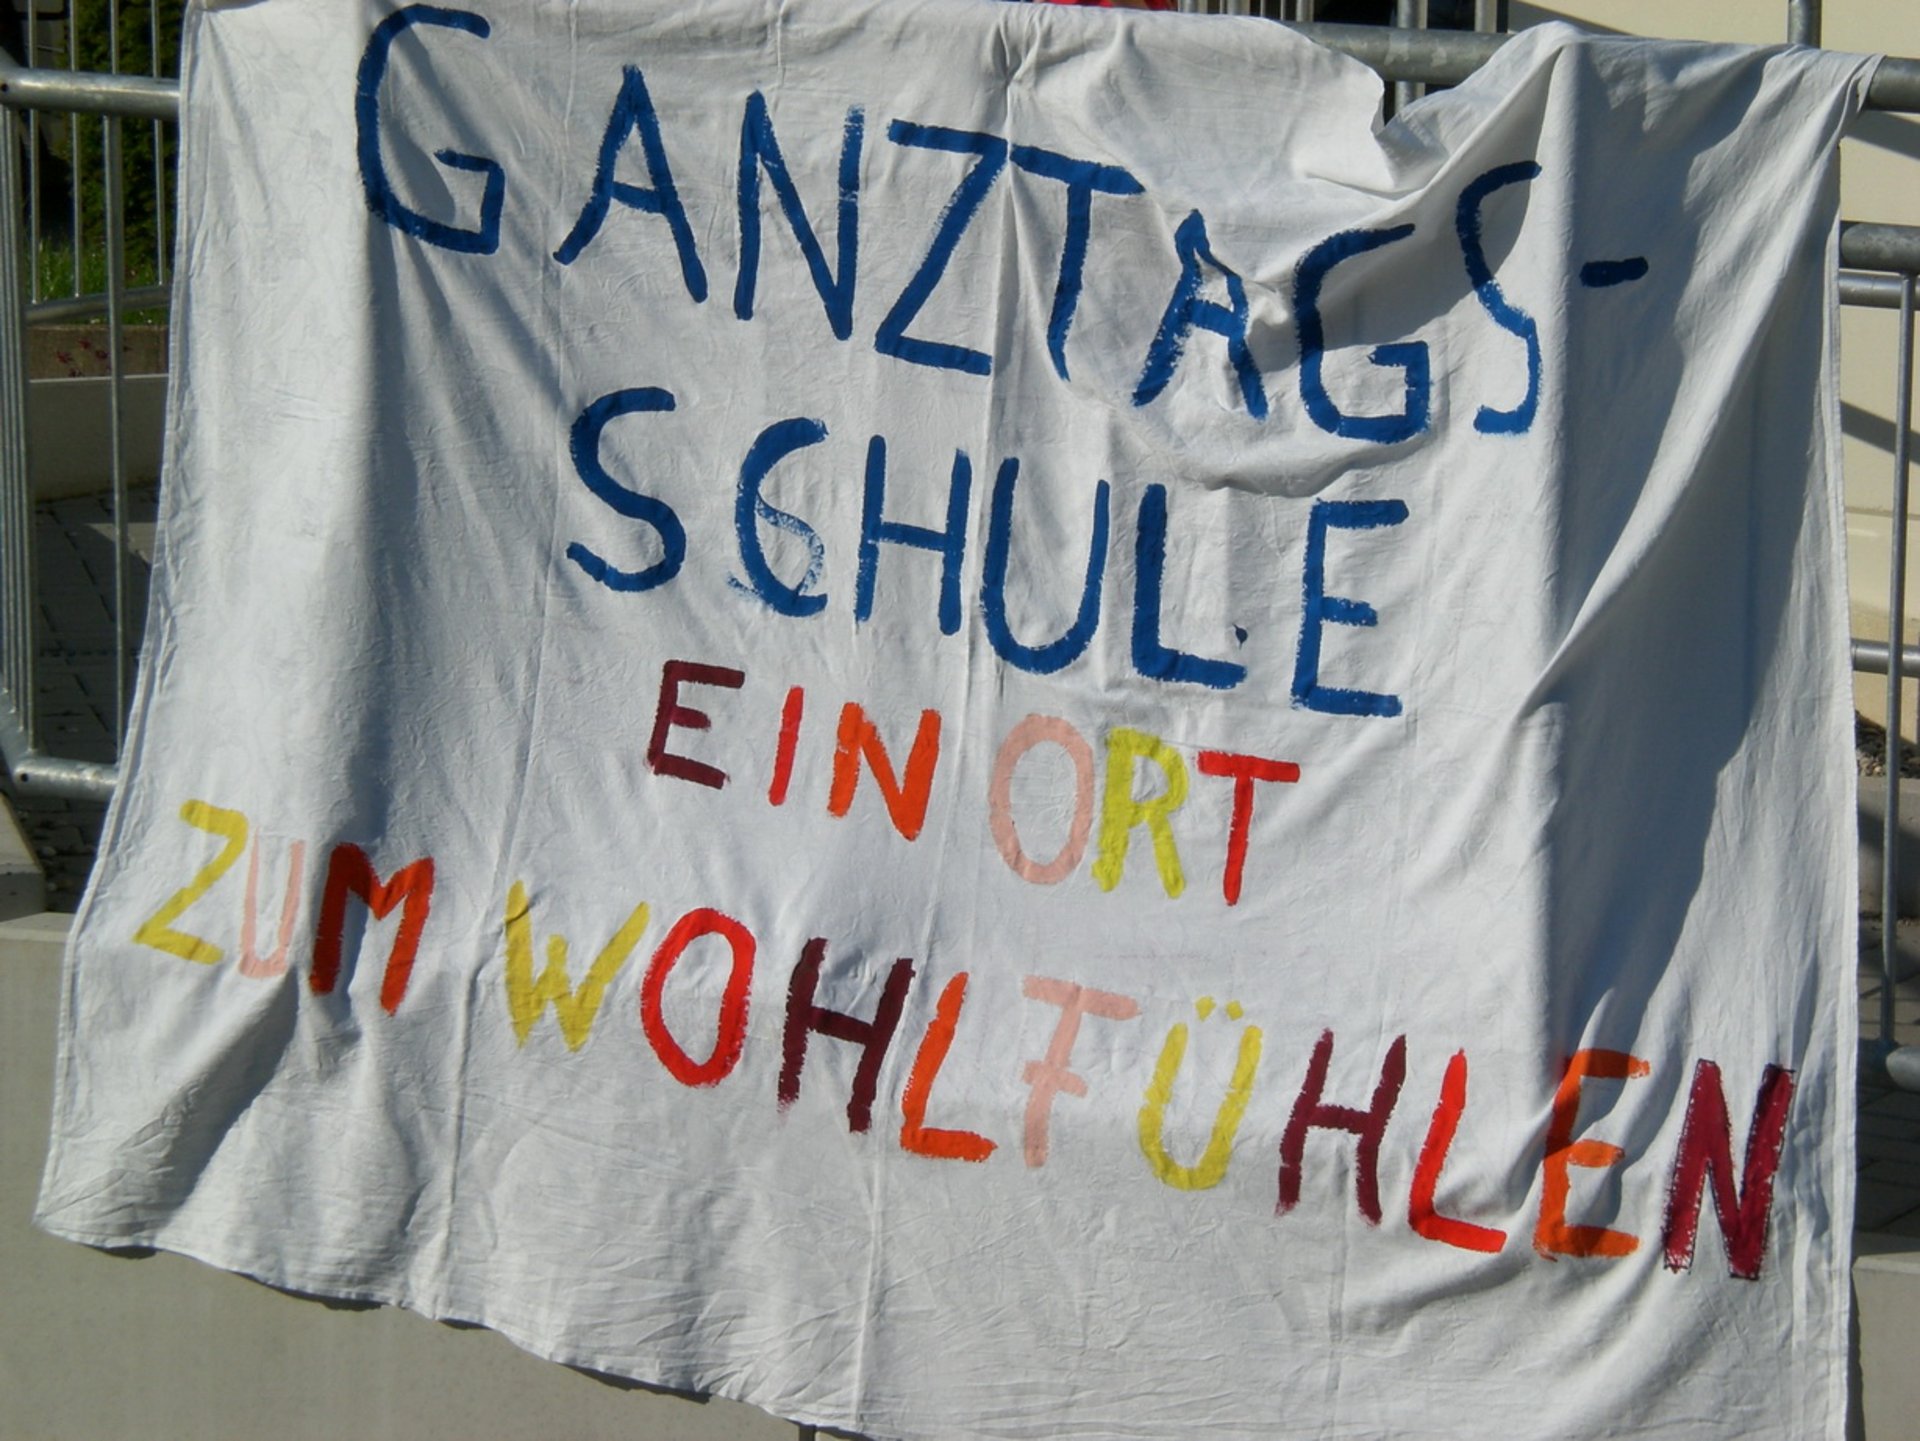 GANZTAGS-
SCHULE
EIN ORT
ZUM WOHLFÜHLEN